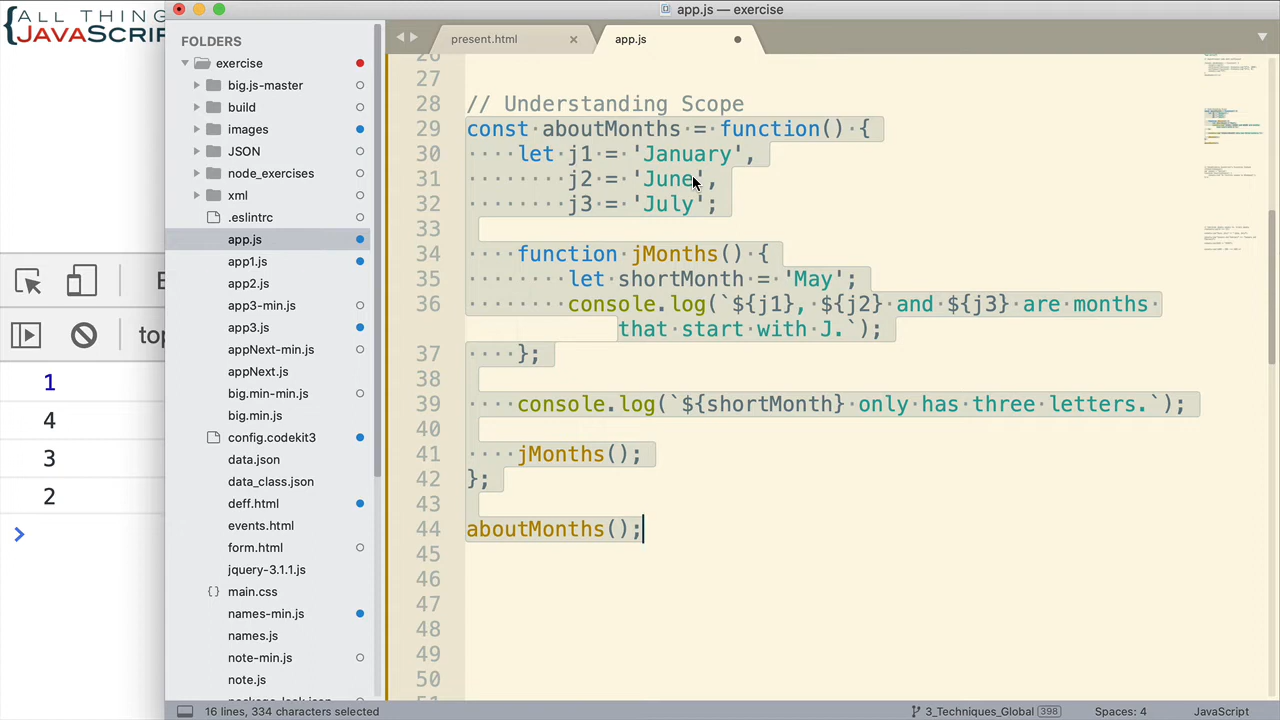 ALL THING
JAVASCRI
top
1
4
3
2
app.js — exercise
FOLDERS
exercise
big.js-master
build
images
JSON
node_exercises
xml
.eslintrc
app.js
app1.js
app2.js
app3-min.js
app3.js
appNext-min.js
appNext.js
big.min-min.js
big.min.js
config.codekit3
data.json
data_class.json
deff.html
events.html
form.html
jquery-3.1.1.js
main.css
names-min.js
names.js
note-min.js
note.js
present.html
app.js
26
27
28 // Understanding Scope
29 const aboutMonths = function() {
30 let j1 = 'January',
31 j2 = 'June',
32 j3 = 'July';
33
34 function jMonths() {
35 let shortMonth = 'May';
36 console.log(`${j1}, ${j2} and ${j3} are months
that start with J.`);
37 };
38
39 console.log(`${shortMonth} only has three letters.`);
40
41 jMonths();
42 };
43
44 aboutMonths();
45
46
47
48
49
50
16 lines, 334 characters selected
3_Techniques_Global 398
Spaces: 4
JavaScript